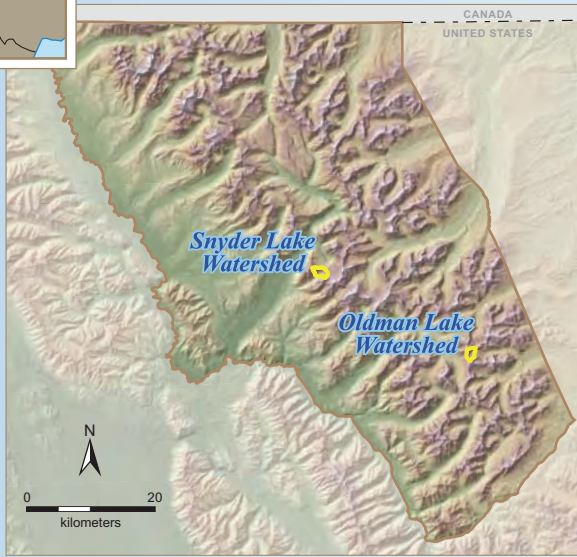 CANADA
UNITED STATES
Snyder Lake
Watershed
Oldman Lake
Watershed
N
0 20
kilometers